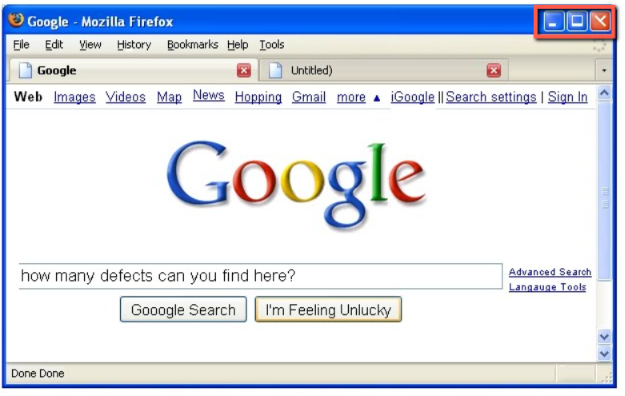 Google - Mozilla Firefox
File Edit View History Bookmarks Help Tools
Google Untitled)
Web Images Videos Map News Hopping Gmail more ▲ iGoogle || Search settings | Sign In
Google
how many defects can you find here?
Advanced Search
Langauge Tools
Gooogle Search I'm Feeling Unlucky
Done Done